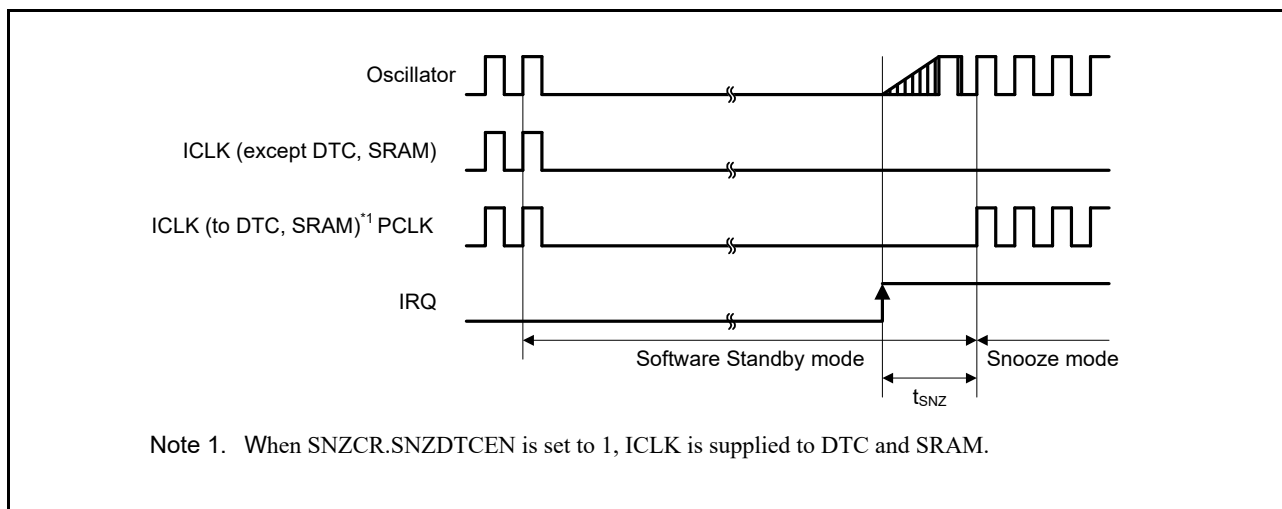 Oscillator
ICLK (except DTC, SRAM)
ICLK (to DTC, SRAM)*1 PCLK
IRQ
Software Standby mode
Snooze mode
tSNZ
Note 1. When SNZCR.SNZDTCEN is set to 1, ICLK is supplied to DTC and SRAM.